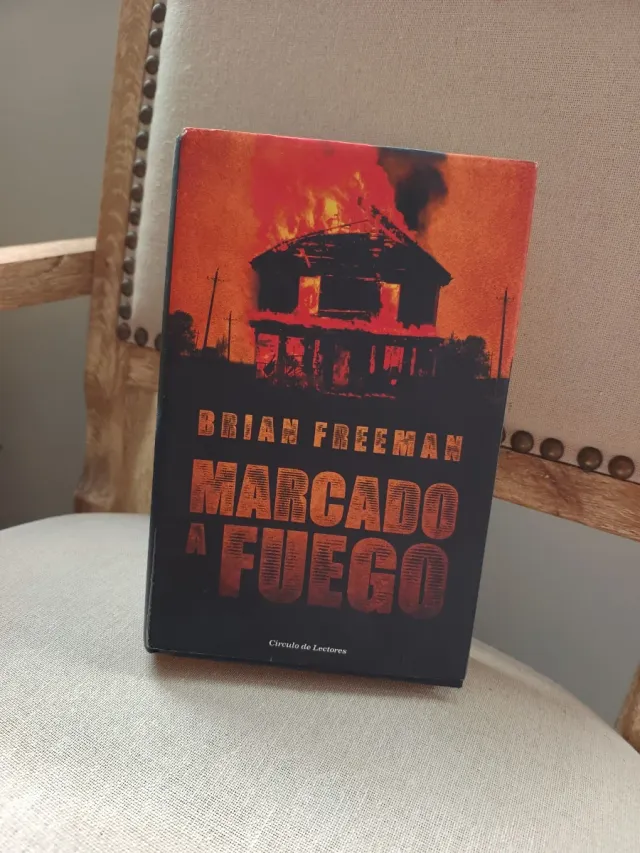 BRIAN FREEMAN
MARCADO
A FUEGO
Círculo de Lectores